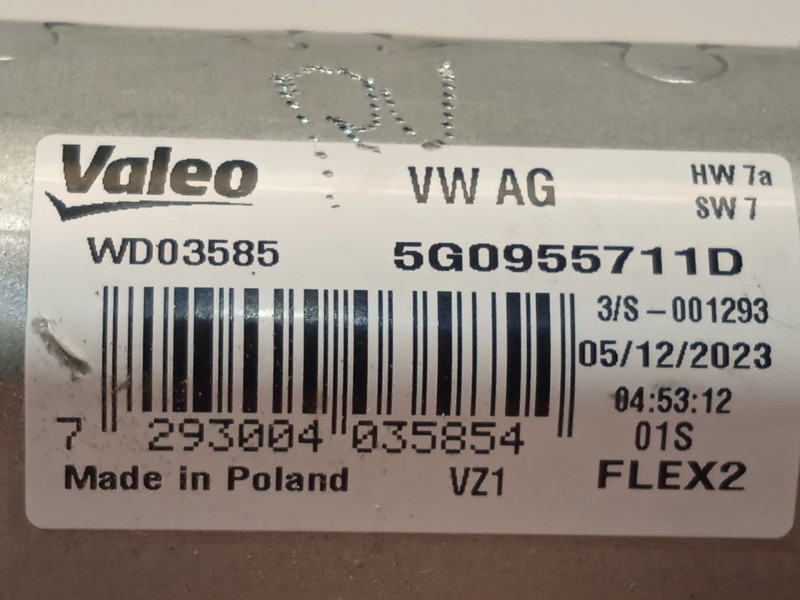 QU
Valeo
VW AG
HW 7a
SW 7
WD03585
5G0955711D
3/S-001293
05/12/2023
04:53:12
7 293004 035854
01S
Made in Poland
VZ1
FLEX2